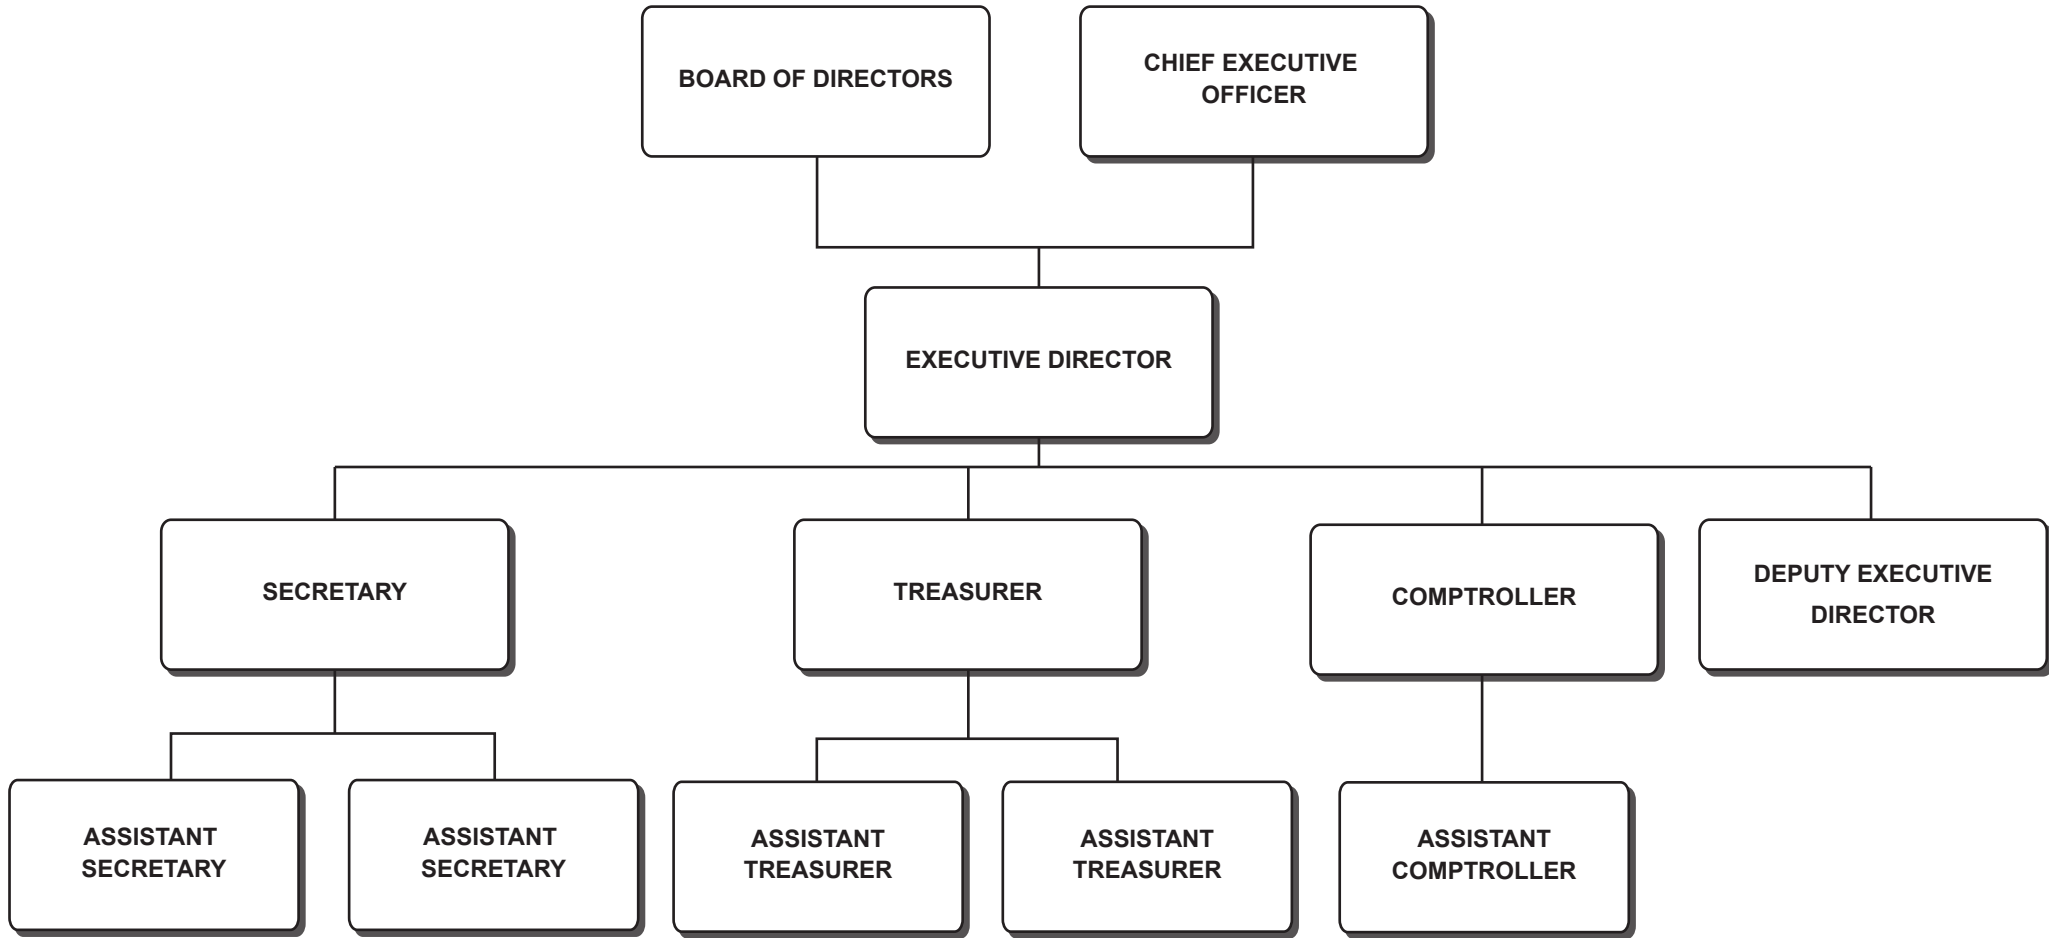 BOARD OF DIRECTORS
CHIEF EXECUTIVE
OFFICER
EXECUTIVE DIRECTOR
SECRETARY
TREASURER
COMPTROLLER
DEPUTY EXECUTIVE
DIRECTOR
ASSISTANT
SECRETARY
ASSISTANT
SECRETARY
ASSISTANT
TREASURER
ASSISTANT
TREASURER
ASSISTANT
COMPTROLLER